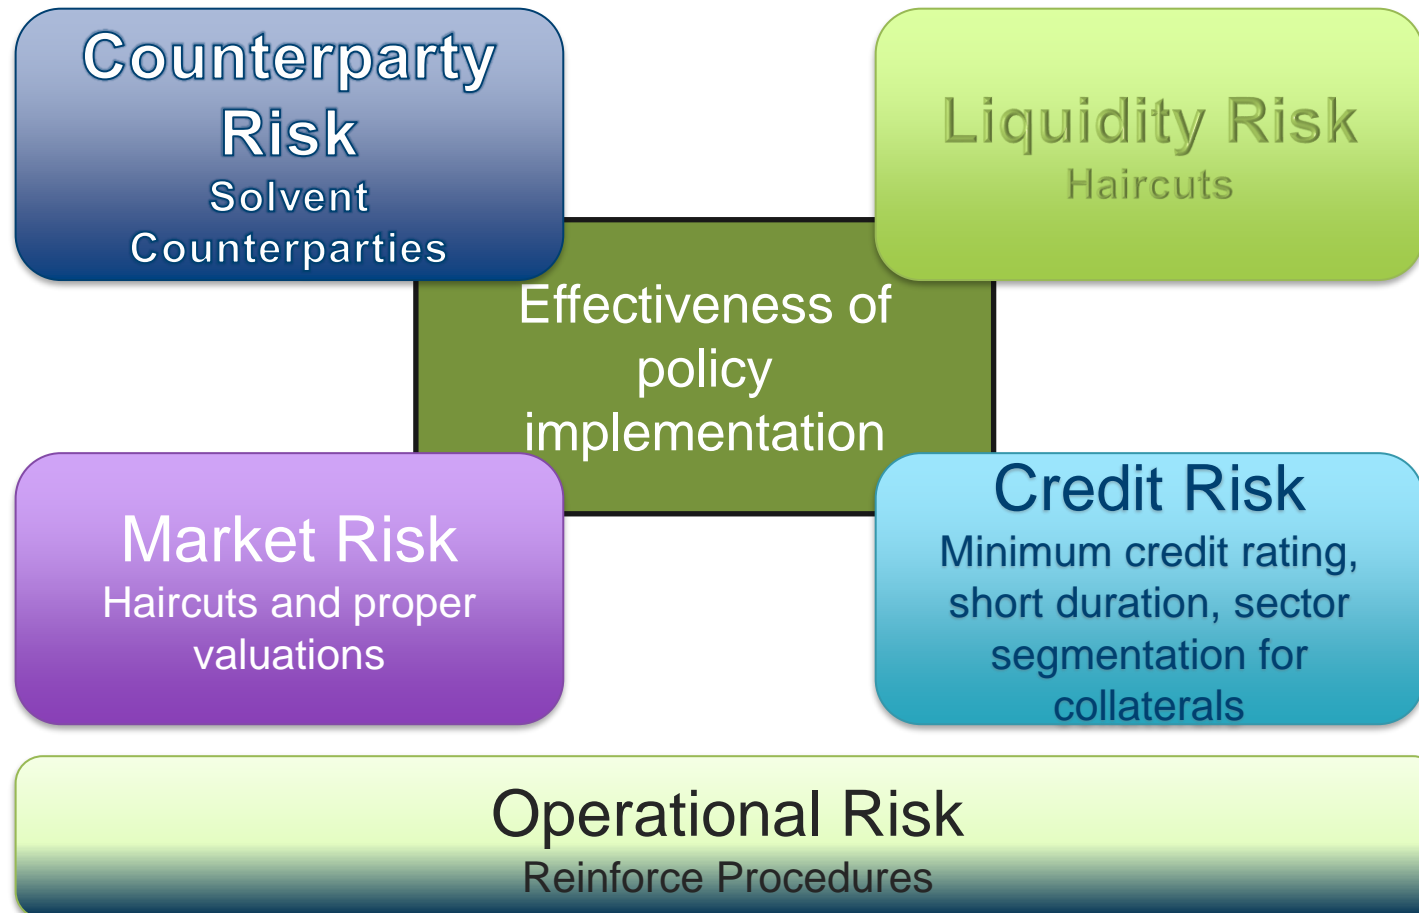 Counterparty
Risk
Solvent
Counterparties
Liquidity Risk
Haircuts
Effectiveness of
policy
implementation
Market Risk
Haircuts and proper
valuations
Credit Risk
Minimum credit rating,
short duration, sector
segmentation for
collaterals
Operational Risk
Reinforce Procedures